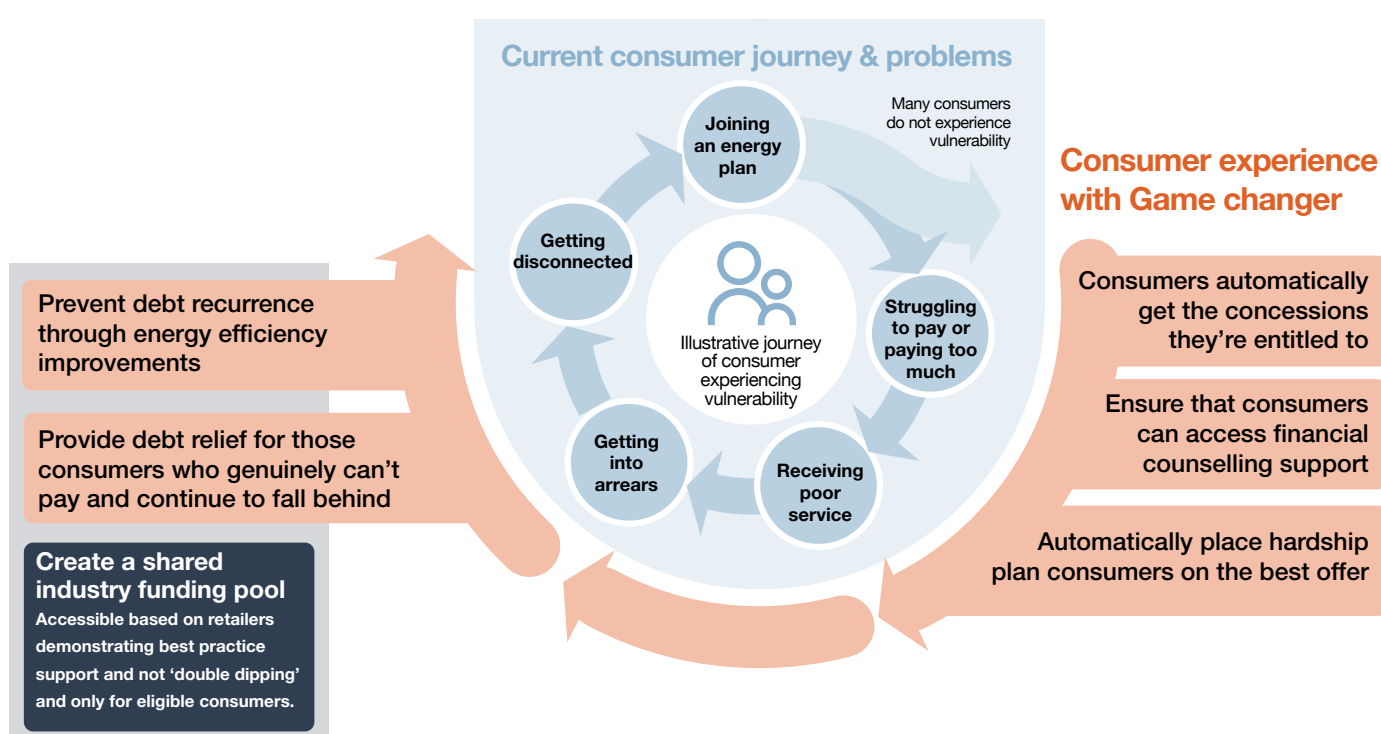 Current consumer journey & problems
Many consumers
do not experience
vulnerability
Joining
an energy
plan
Struggling
to pay or
paying too
much
Receiving
poor
service
Getting
into
arrears
Getting
disconnected
Illustrative journey
of consumer
experiencing
vulnerability
Consumer experience
with Game changer
Consumers automatically
get the concessions
they’re entitled to
Ensure that consumers
can access financial
counselling support
Automatically place hardship
plan consumers on the best offer
Prevent debt recurrence
through energy efficiency
improvements
Provide debt relief for those
consumers who genuinely can’t
pay and continue to fall behind
Create a shared
industry funding pool
Accessible based on retailers
demonstrating best practice
support and not ‘double dipping’
and only for eligible consumers.